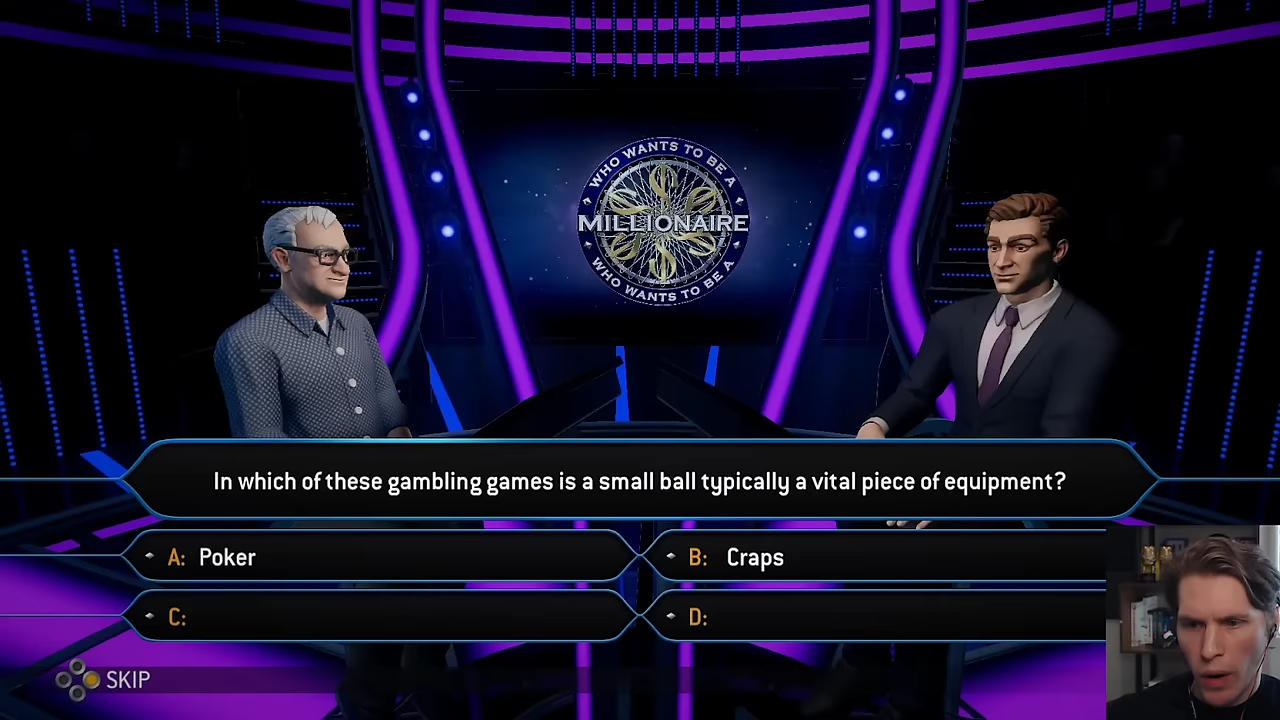 WHO WANTS TO BE A
MILLIONAIRE
WHO WANTS TO BE A
In which of these gambling games is a small ball typically a vital piece of equipment?
A: Poker
B: Craps
C:
D:
SKIP